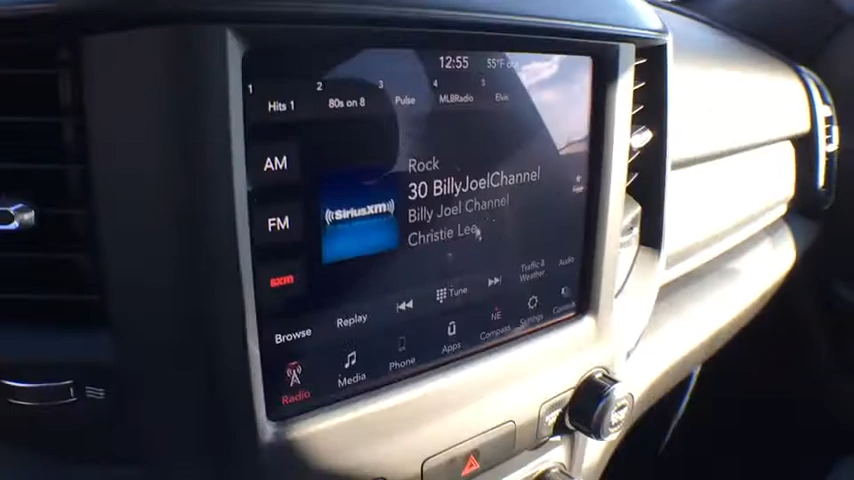 12:55 55°F out
1 2 3 4 5
Hits 1 80s on 8 Pulse MLBRadio Elvis
AM
FM
sxm
SiriusXM
Rock
30 BillyJoelChannel
Billy Joel Channel
Christie Lee
Browse Replay Tune Traffic & Weather Audio
Radio Media Phone Apps NE Compass Settings Controls